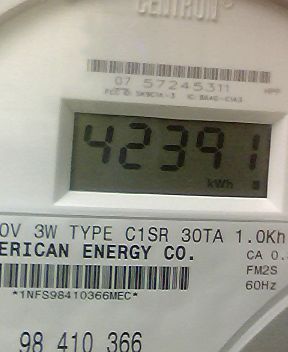 CENTRON®
07 57245311
42391
kWh
0V 3W TYPE C1SR 30TA 1.0Kh
ERICAN ENERGY CO.
CA 0.
FM2S
60Hz
*1NFS98410366MEC*
98 410 366